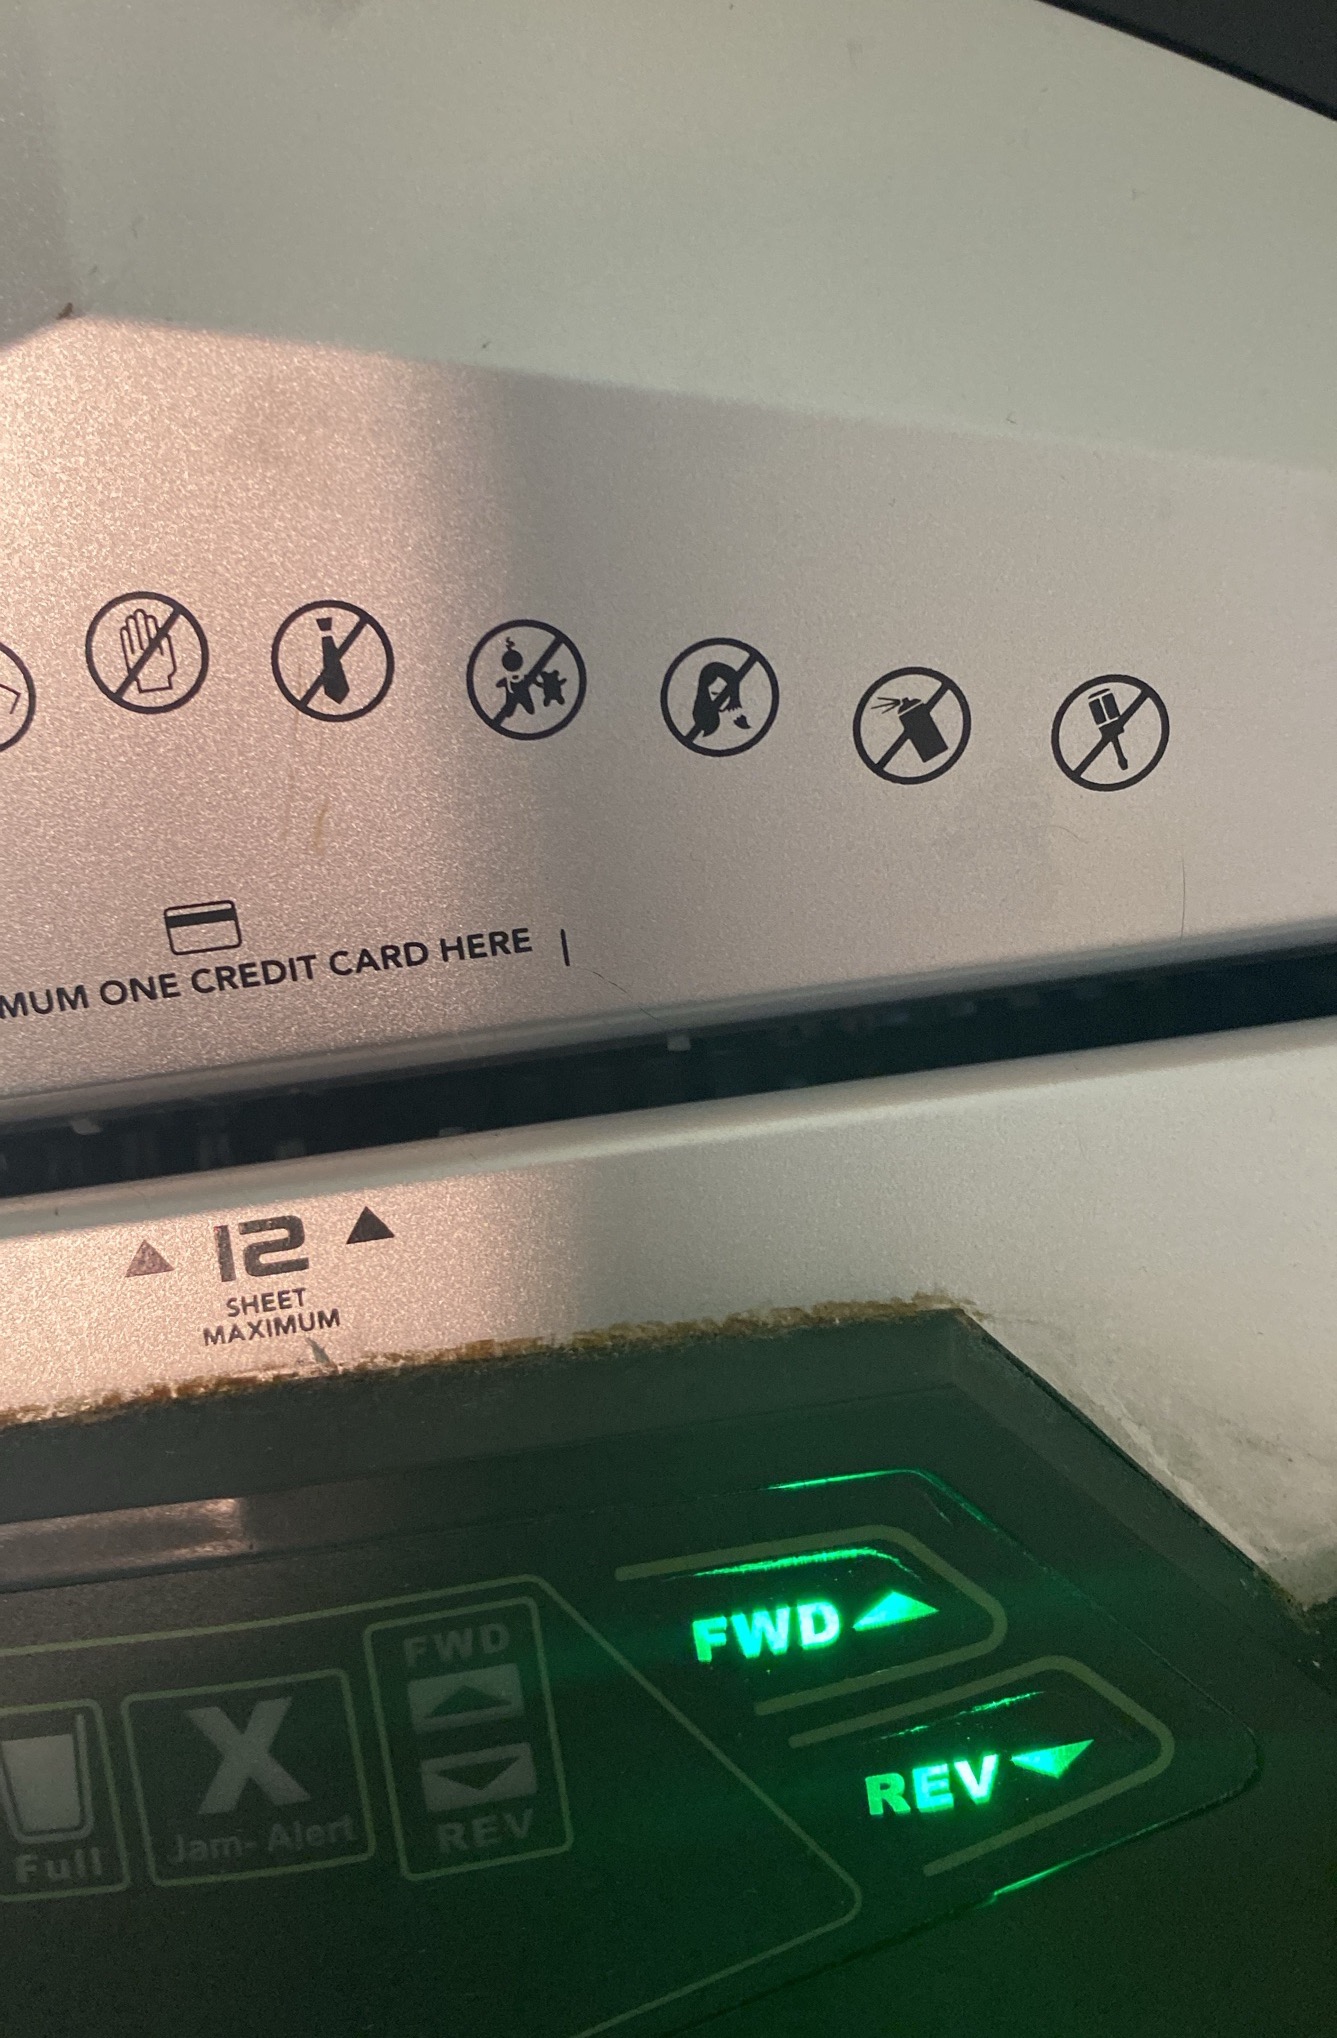 MUM ONE CREDIT CARD HERE
12
SHEET
MAXIMUM
FWD
REV
FWD
REV
X
Jam-Alert
Full